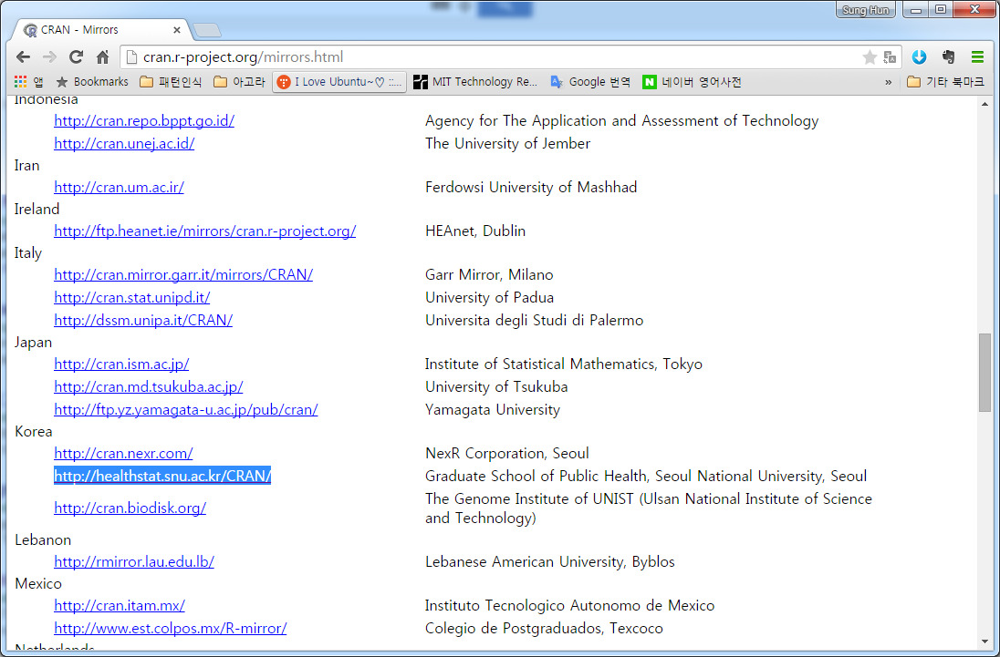 Sung Hun
CRAN - Mirrors
cran.r-project.org/mirrors.html
앱 Bookmarks 패턴인식 아고라 I Love Ubuntu~♡ ::... MIT Technology Re... Google 번역 네이버 영어사전 » 기타 북마크
Indonesia
http://cran.repo.bppt.go.id/ Agency for The Application and Assessment of Technology
http://cran.unej.ac.id/ The University of Jember
Iran
http://cran.um.ac.ir/ Ferdowsi University of Mashhad
Ireland
http://ftp.heanet.ie/mirrors/cran.r-project.org/ HEAnet, Dublin
Italy
http://cran.mirror.garr.it/mirrors/CRAN/ Garr Mirror, Milano
http://cran.stat.unipd.it/ University of Padua
http://dssm.unipa.it/CRAN/ Universita degli Studi di Palermo
Japan
http://cran.ism.ac.jp/ Institute of Statistical Mathematics, Tokyo
http://cran.md.tsukuba.ac.jp/ University of Tsukuba
http://ftp.yz.yamagata-u.ac.jp/pub/cran/ Yamagata University
Korea
http://cran.nexr.com/ NexR Corporation, Seoul
http://healthstat.snu.ac.kr/CRAN/ Graduate School of Public Health, Seoul National University, Seoul
http://cran.biodisk.org/ The Genome Institute of UNIST (Ulsan National Institute of Science
and Technology)
Lebanon
http://rmirror.lau.edu.lb/ Lebanese American University, Byblos
Mexico
http://cran.itam.mx/ Instituto Tecnologico Autonomo de Mexico
http://www.est.colpos.mx/R-mirror/ Colegio de Postgraduados, Texcoco
Netherlands